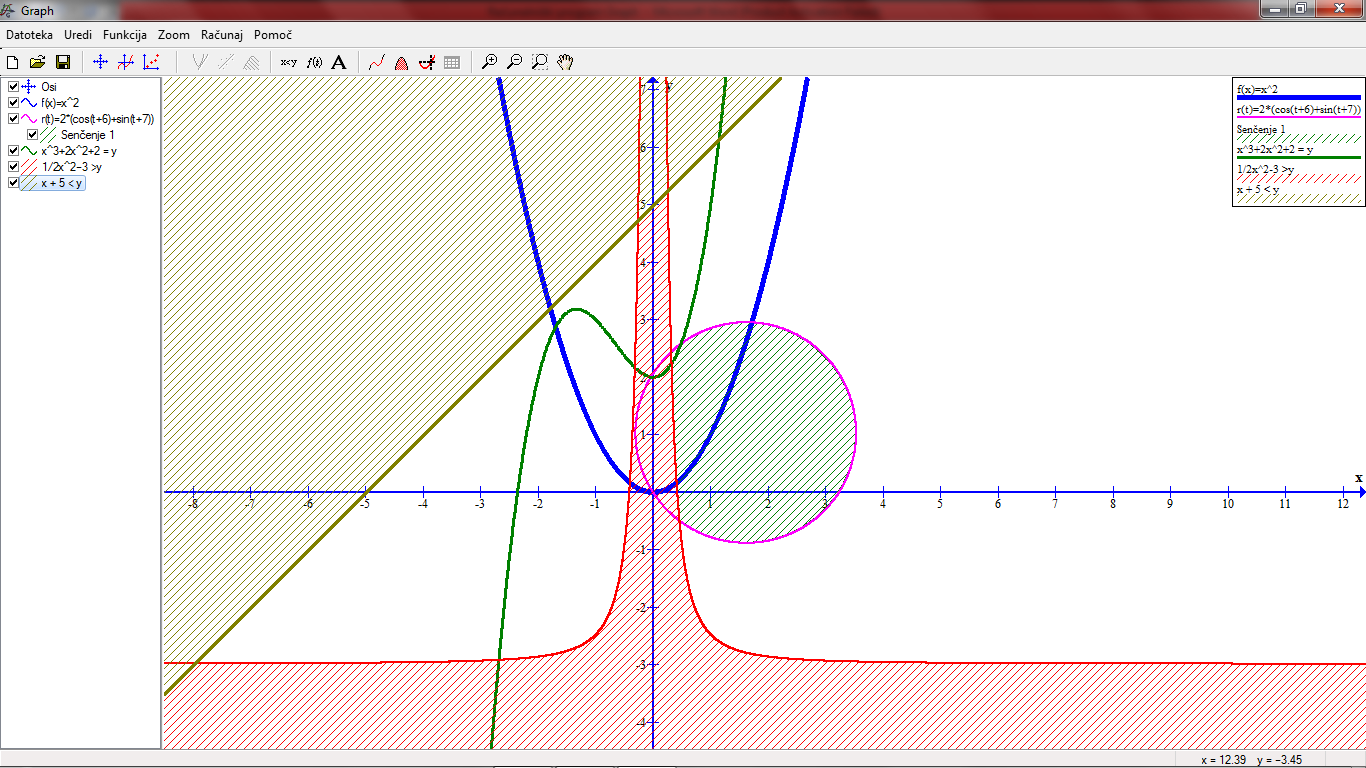 Graph
Datoteka Uredi Funkcija Zoom Računaj Pomoč
x<y f(x) A
Osi
f(x)=x^2
r(t)=2*(cos(t+6)+sin(t+7))
Senčenje 1
x^3+2x^2+2 = y
1/2x^2-3 >y
x + 5 < y
f(x)=x^2
r(t)=2*(cos(t+6)+sin(t+7))
Senčenje 1
x^3+2x^2+2 = y
1/2x^2-3 >y
x + 5 < y
y
7
6
5
4
3
2
1
x
-8 -7 -6 -5 -4 -3 -2 -1 1 2 3 4 5 6 7 8 9 10 11 12
-1
-2
-3
-4
x = 12.39 y = −3.45